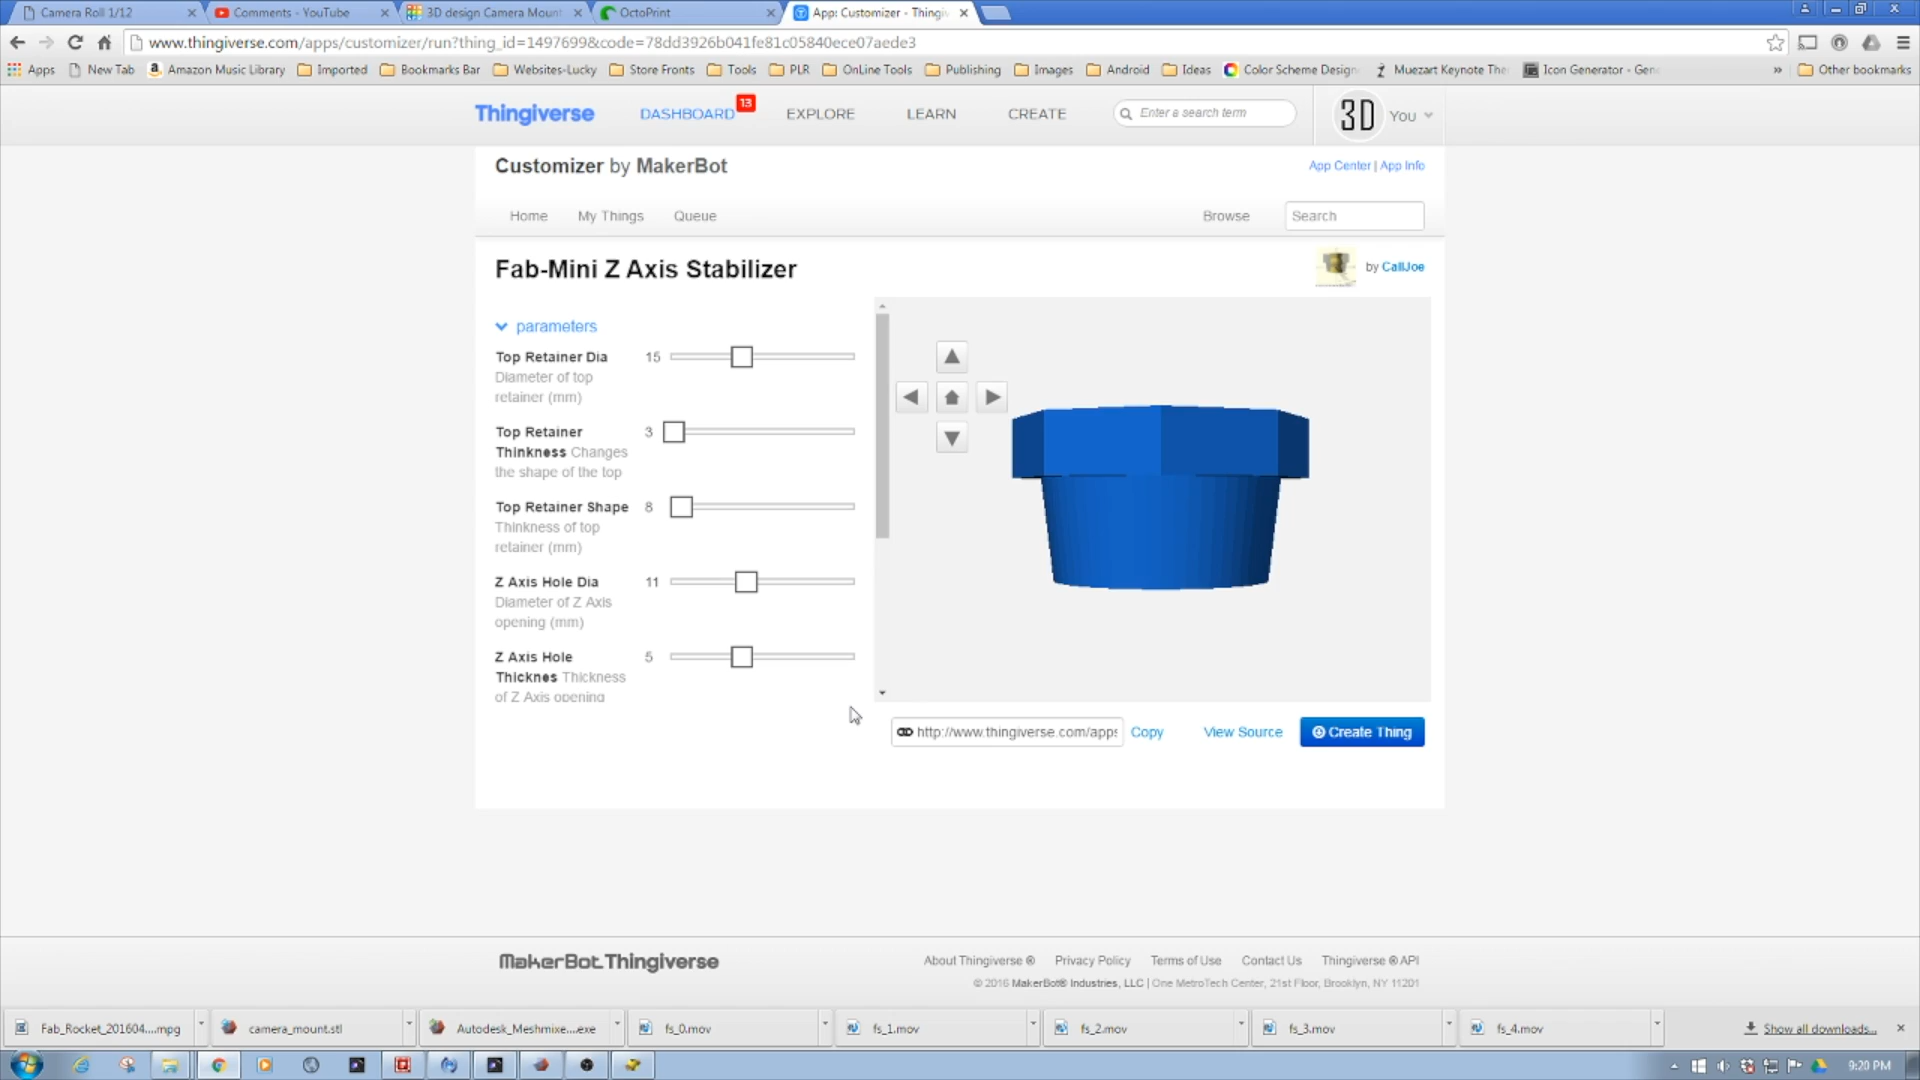 Camera Roll 1/12
Comments - YouTube
3D design Camera Mount
OctoPrint
App: Customizer - Thingiv
www.thingiverse.com/apps/customizer/run?thing_id=1497699&code=78dd3926b041fe81c05840ece07aede3
Apps New Tab Amazon Music Library Imported Bookmarks Bar Websites-Lucky Store Fronts Tools PLR OnLine Tools Publishing Images Android Ideas Color Scheme Design Muezart Keynote The Icon Generator - Gen » Other bookmarks
Thingiverse DASHBOARD 13 EXPLORE LEARN CREATE Enter a search term 3D You
Customizer by MakerBot
App Center | App Info
Home My Things Queue Browse Search
Fab-Mini Z Axis Stabilizer
by CallJoe
parameters
Top Retainer Dia 15
Diameter of top
retainer (mm)
Top Retainer 3
Thinkness Changes
the shape of the top
Top Retainer Shape 8
Thinkness of top
retainer (mm)
Z Axis Hole Dia 11
Diameter of Z Axis
opening (mm)
Z Axis Hole 5
Thicknes Thickness
of Z Axis opening
http://www.thingiverse.com/apps Copy View Source Create Thing
MakerBot Thingiverse
About Thingiverse ® Privacy Policy Terms of Use Contact Us Thingiverse ® API
© 2016 MakerBot® Industries, LLC | One MetroTech Center, 21st Floor, Brooklyn, NY 11201
Fab_Rocket_201604....mpg camera_mount.stl Autodesk_Meshmixe...exe fs_0.mov fs_1.mov fs_2.mov fs_3.mov fs_4.mov Show all downloads...
9:20 PM